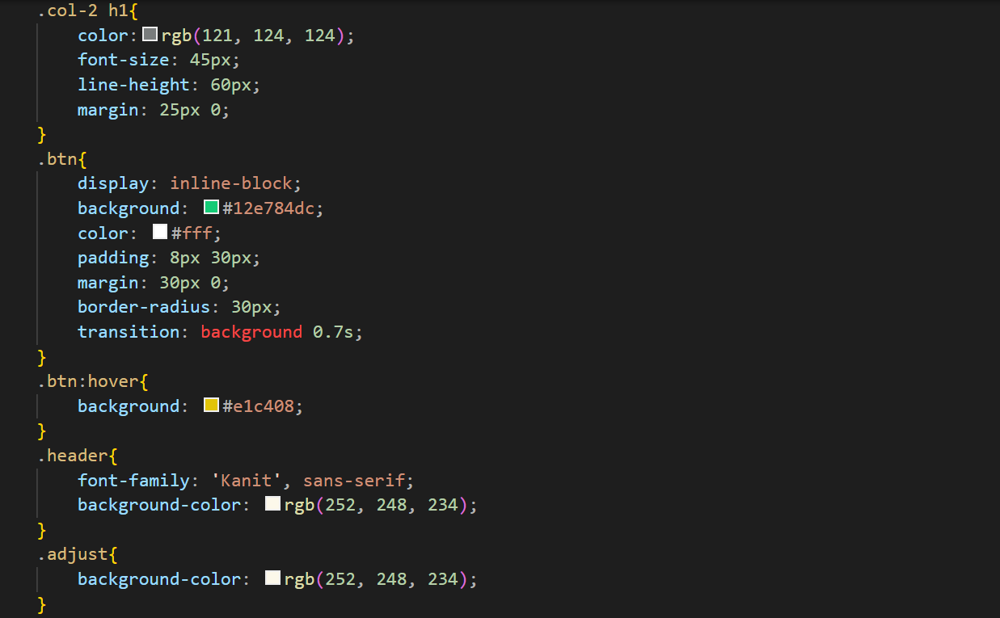 .col-2 h1{
    color:rgb(121, 124, 124);
    font-size: 45px;
    line-height: 60px;
    margin: 25px 0;
}
.btn{
    display: inline-block;
    background: #12e784dc;
    color: #fff;
    padding: 8px 30px;
    margin: 30px 0;
    border-radius: 30px;
    transition: background 0.7s;
}
.btn:hover{
    background: #e1c408;
}
.header{
    font-family: 'Kanit', sans-serif;
    background-color: rgb(252, 248, 234);
}
.adjust{
    background-color: rgb(252, 248, 234);
}